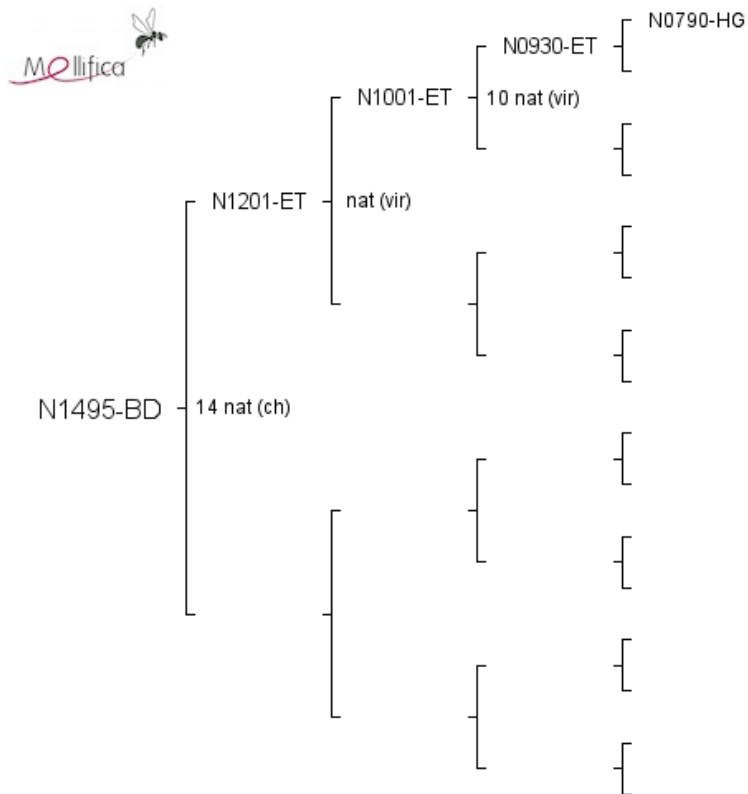 Mellifica
N0790-HG
N0930-ET
N1001-ET
10 nat (vir)
N1201-ET
nat (vir)
N1495-BD
14 nat (ch)